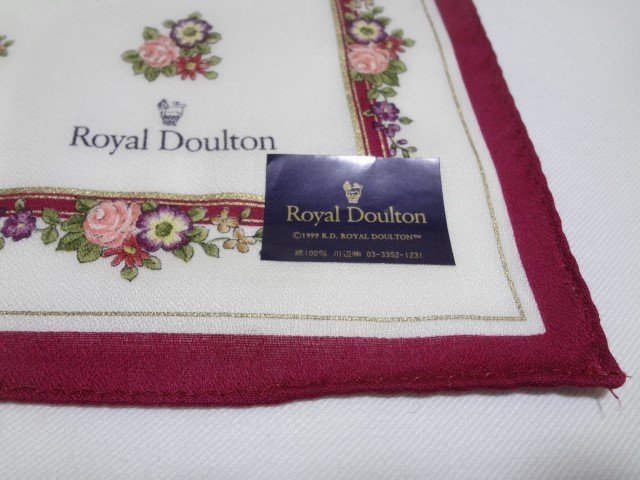 Royal Doulton
Royal Doulton
©1999 R.D. ROYAL DOULTON™
綿100% 川辺㈱ 03-3352-1231